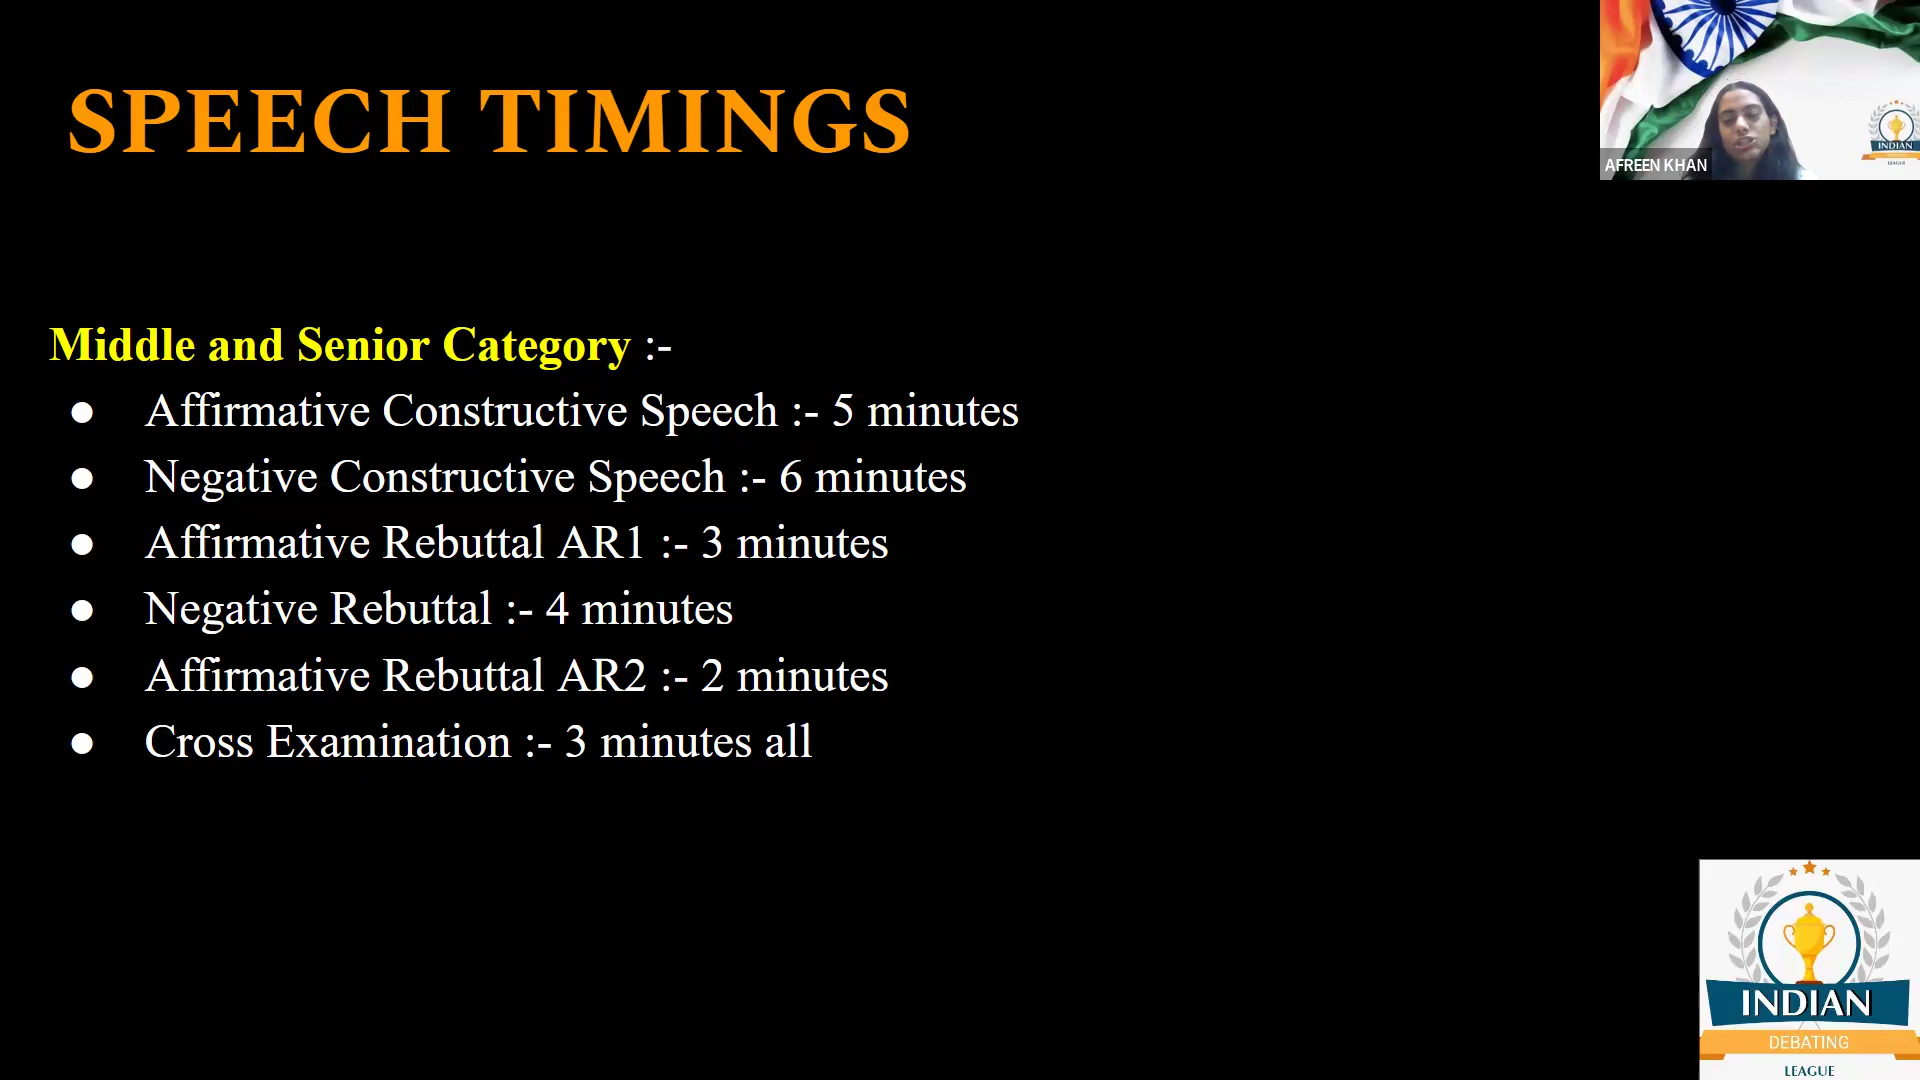 SPEECH TIMINGS
AFREEN KHAN
INDIAN
LEAGUE
Middle and Senior Category :-
● Affirmative Constructive Speech :- 5 minutes
● Negative Constructive Speech :- 6 minutes
● Affirmative Rebuttal AR1 :- 3 minutes
● Negative Rebuttal :- 4 minutes
● Affirmative Rebuttal AR2 :- 2 minutes
● Cross Examination :- 3 minutes all
INDIAN
DEBATING
LEAGUE